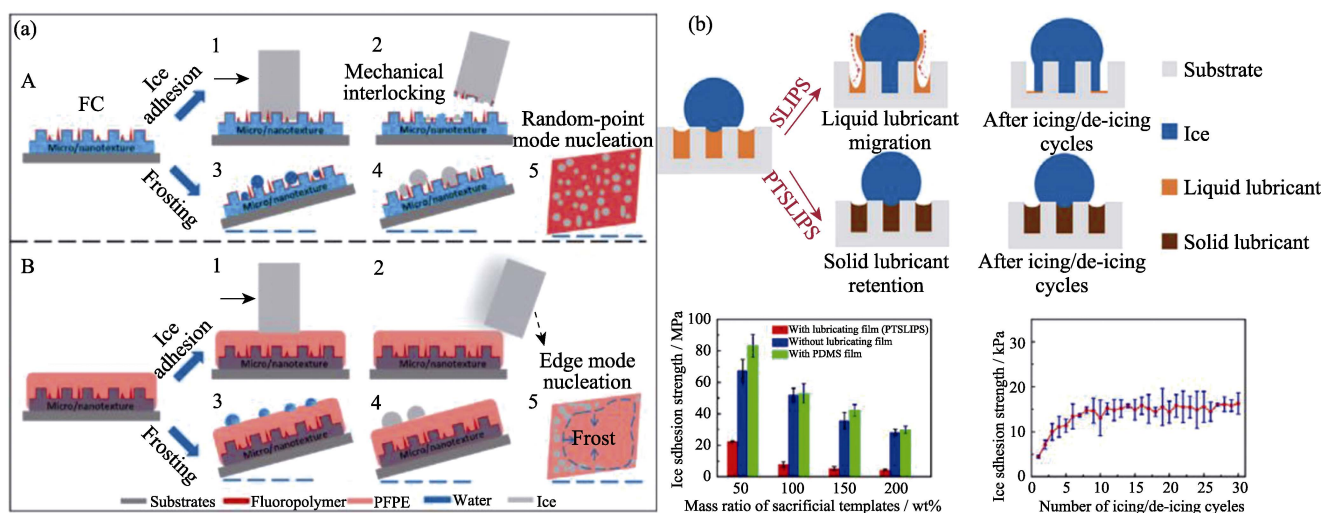 (a)
A
FC
Micro/nanotexture
Ice
adhesion
Frosting
1
Micro/nanotexture
2
Mechanical
interlocking
Micro/nanotexture
3
Micro/nanotexture
4
Micro/nanotexture
Random-point
mode nucleation
5
B
Micro/nanotexture
Ice
adhesion
Frosting
1
Micro/nanotexture
2
Micro/nanotexture
3
Micro/nanotexture
4
Micro/nanotexture
Edge mode
nucleation
5
Frost
Substrates
Fluoropolymer
PFPE
Water
Ice
(b)
SLIPS
PTSLIPS
Liquid lubricant
migration
After icing/de-icing
cycles
Solid lubricant
retention
After icing/de-icing
cycles
Substrate
Ice
Liquid lubricant
Solid lubricant
Ice sdhesion strength / MPa
100
80
60
40
20
0
With lubricating film (PTSLIPS)
Without lubricating film
With PDMS film
50 100 150 200
Mass ratio of sacrificial templates / wt%
Ice sdhesion strength / kPa
30
20
10
0
0 5 10 15 20 25 30
Number of icing/de-icing cyeles